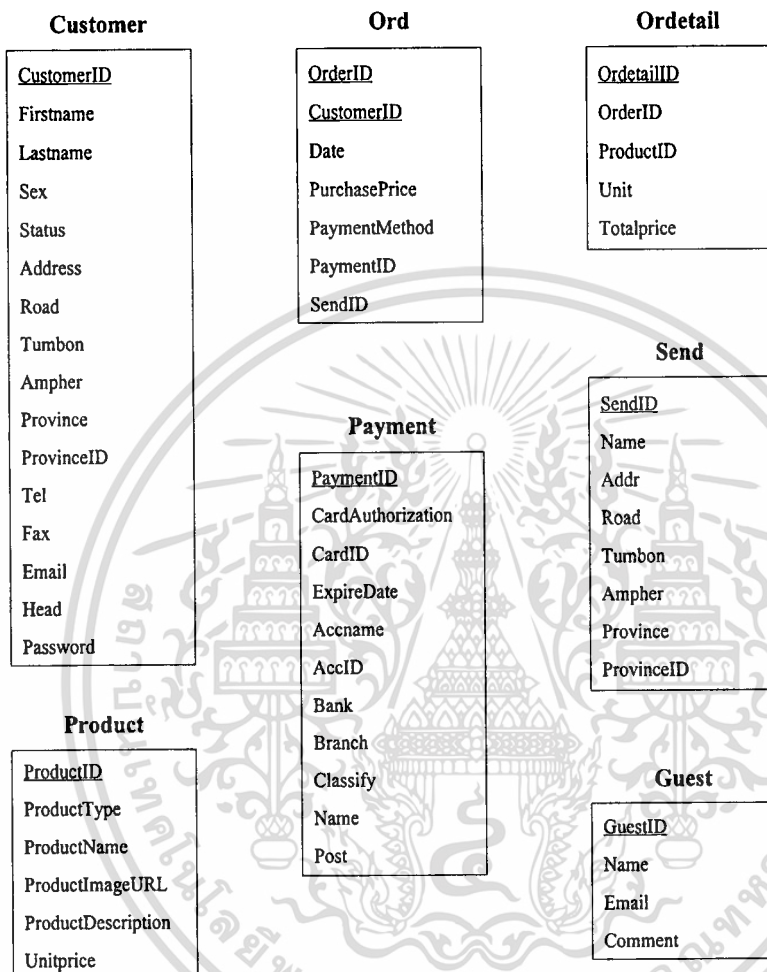 Customer
CustomerID
Firstname
Lastname
Sex
Status
Address
Road
Tumbon
Ampher
Province
ProvinceID
Tel
Fax
Email
Head
Password
Ord
OrderID
CustomerID
Date
PurchasePrice
PaymentMethod
PaymentID
SendID
Ordetail
OrdetailID
OrderID
ProductID
Unit
Totalprice
Send
SendID
Name
Addr
Road
Tumbon
Ampher
Province
ProvinceID
Payment
PaymentID
CardAuthorization
CardID
ExpireDate
Accname
AccID
Bank
Branch
Classify
Name
Post
Product
ProductID
ProductType
ProductName
ProductImageURL
ProductDescription
Unitprice
Guest
GuestID
Name
Email
Comment